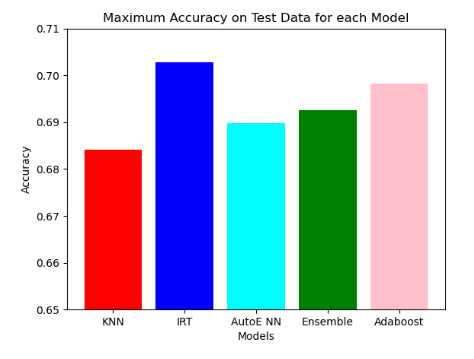 Maximum Accuracy on Test Data for each Model
0.71
0.70
0.69
0.68
0.67
0.66
0.65
Accuracy
KNN IRT AutoE NN Ensemble Adaboost
Models